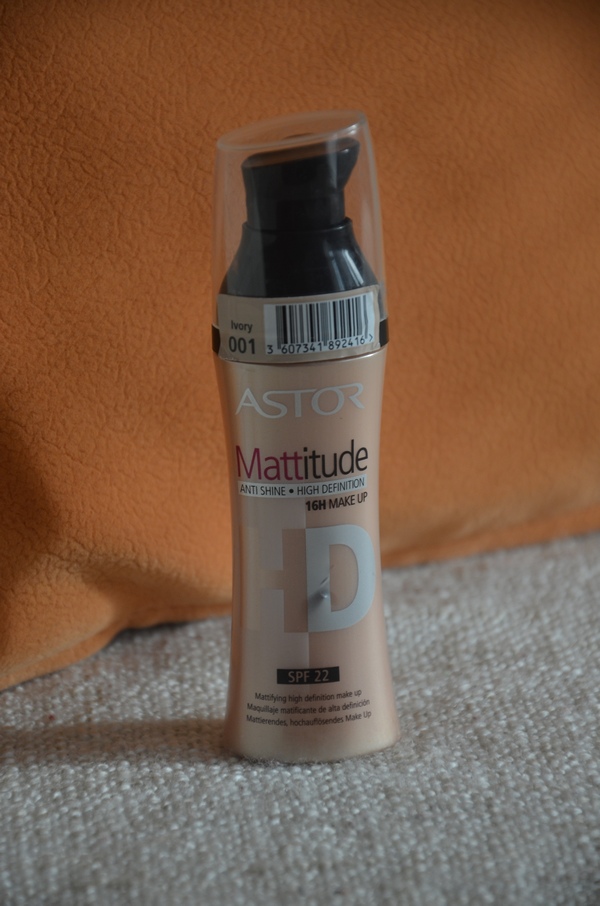 Ivory
001
3 607341 892416 >
ASTOR
Mattitude
ANTI SHINE • HIGH DEFINITION
16H MAKE UP
HD
SPF 22
Mattifying high definition make up
Maquillaje matificante de alta definición
Mattierendes, hochauflösendes Make Up